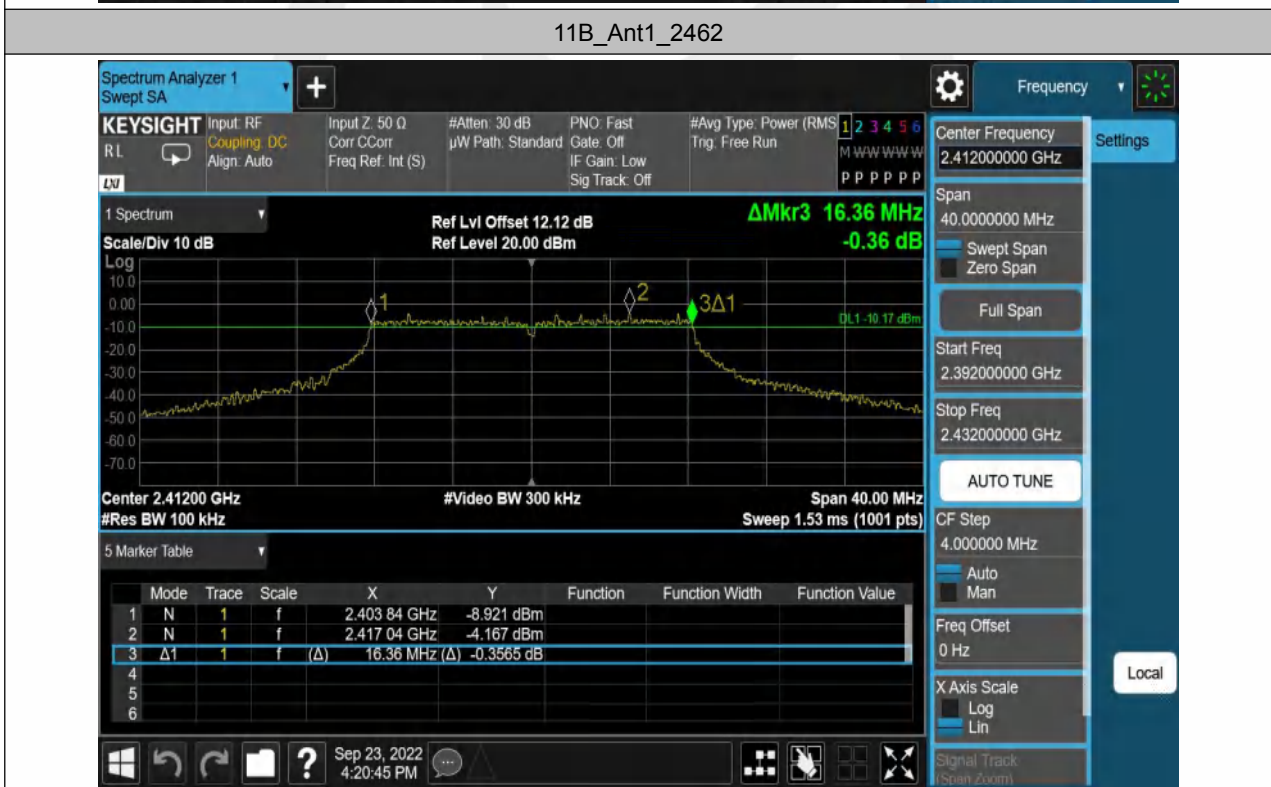 11B_Ant1_2462
Spectrum Analyzer 1
Swept SA
+
Frequency
KEYSIGHT
RL
LXI
Input: RF
Coupling: DC
Align: Auto
Input Z: 50 Ω
Corr CCorr
Freq Ref: Int (S)
#Atten: 30 dB
µW Path: Standard
PNO: Fast
Gate: Off
IF Gain: Low
Sig Track: Off
#Avg Type: Power (RMS
Trig: Free Run
1 2 3 4 5 6
M W W W W W
P P P P P P
1 Spectrum
Scale/Div 10 dB
Ref Lvl Offset 12.12 dB
Ref Level 20.00 dBm
ΔMkr3 16.36 MHz
-0.36 dB
Log
10.0
0.00
-10.0
-20.0
-30.0
-40.0
-50.0
-60.0
-70.0
1
2
3Δ1
DL1 -10.17 dBm
Center 2.41200 GHz
#Video BW 300 kHz
Span 40.00 MHz
#Res BW 100 kHz
Sweep 1.53 ms (1001 pts)
5 Marker Table
Mode Trace Scale X Y Function Function Width Function Value
1 N 1 f 2.403 84 GHz -8.921 dBm
2 N 1 f 2.417 04 GHz -4.167 dBm
3 Δ1 1 f (Δ) 16.36 MHz (Δ) -0.3565 dB
4
5
6
Sep 23, 2022
4:20:45 PM
Center Frequency
2.412000000 GHz
Settings
Span
40.0000000 MHz
Swept Span
Zero Span
Full Span
Start Freq
2.392000000 GHz
Stop Freq
2.432000000 GHz
AUTO TUNE
CF Step
4.000000 MHz
Auto
Man
Freq Offset
0 Hz
Local
X Axis Scale
Log
Lin
Signal Track
(Span Zoom)